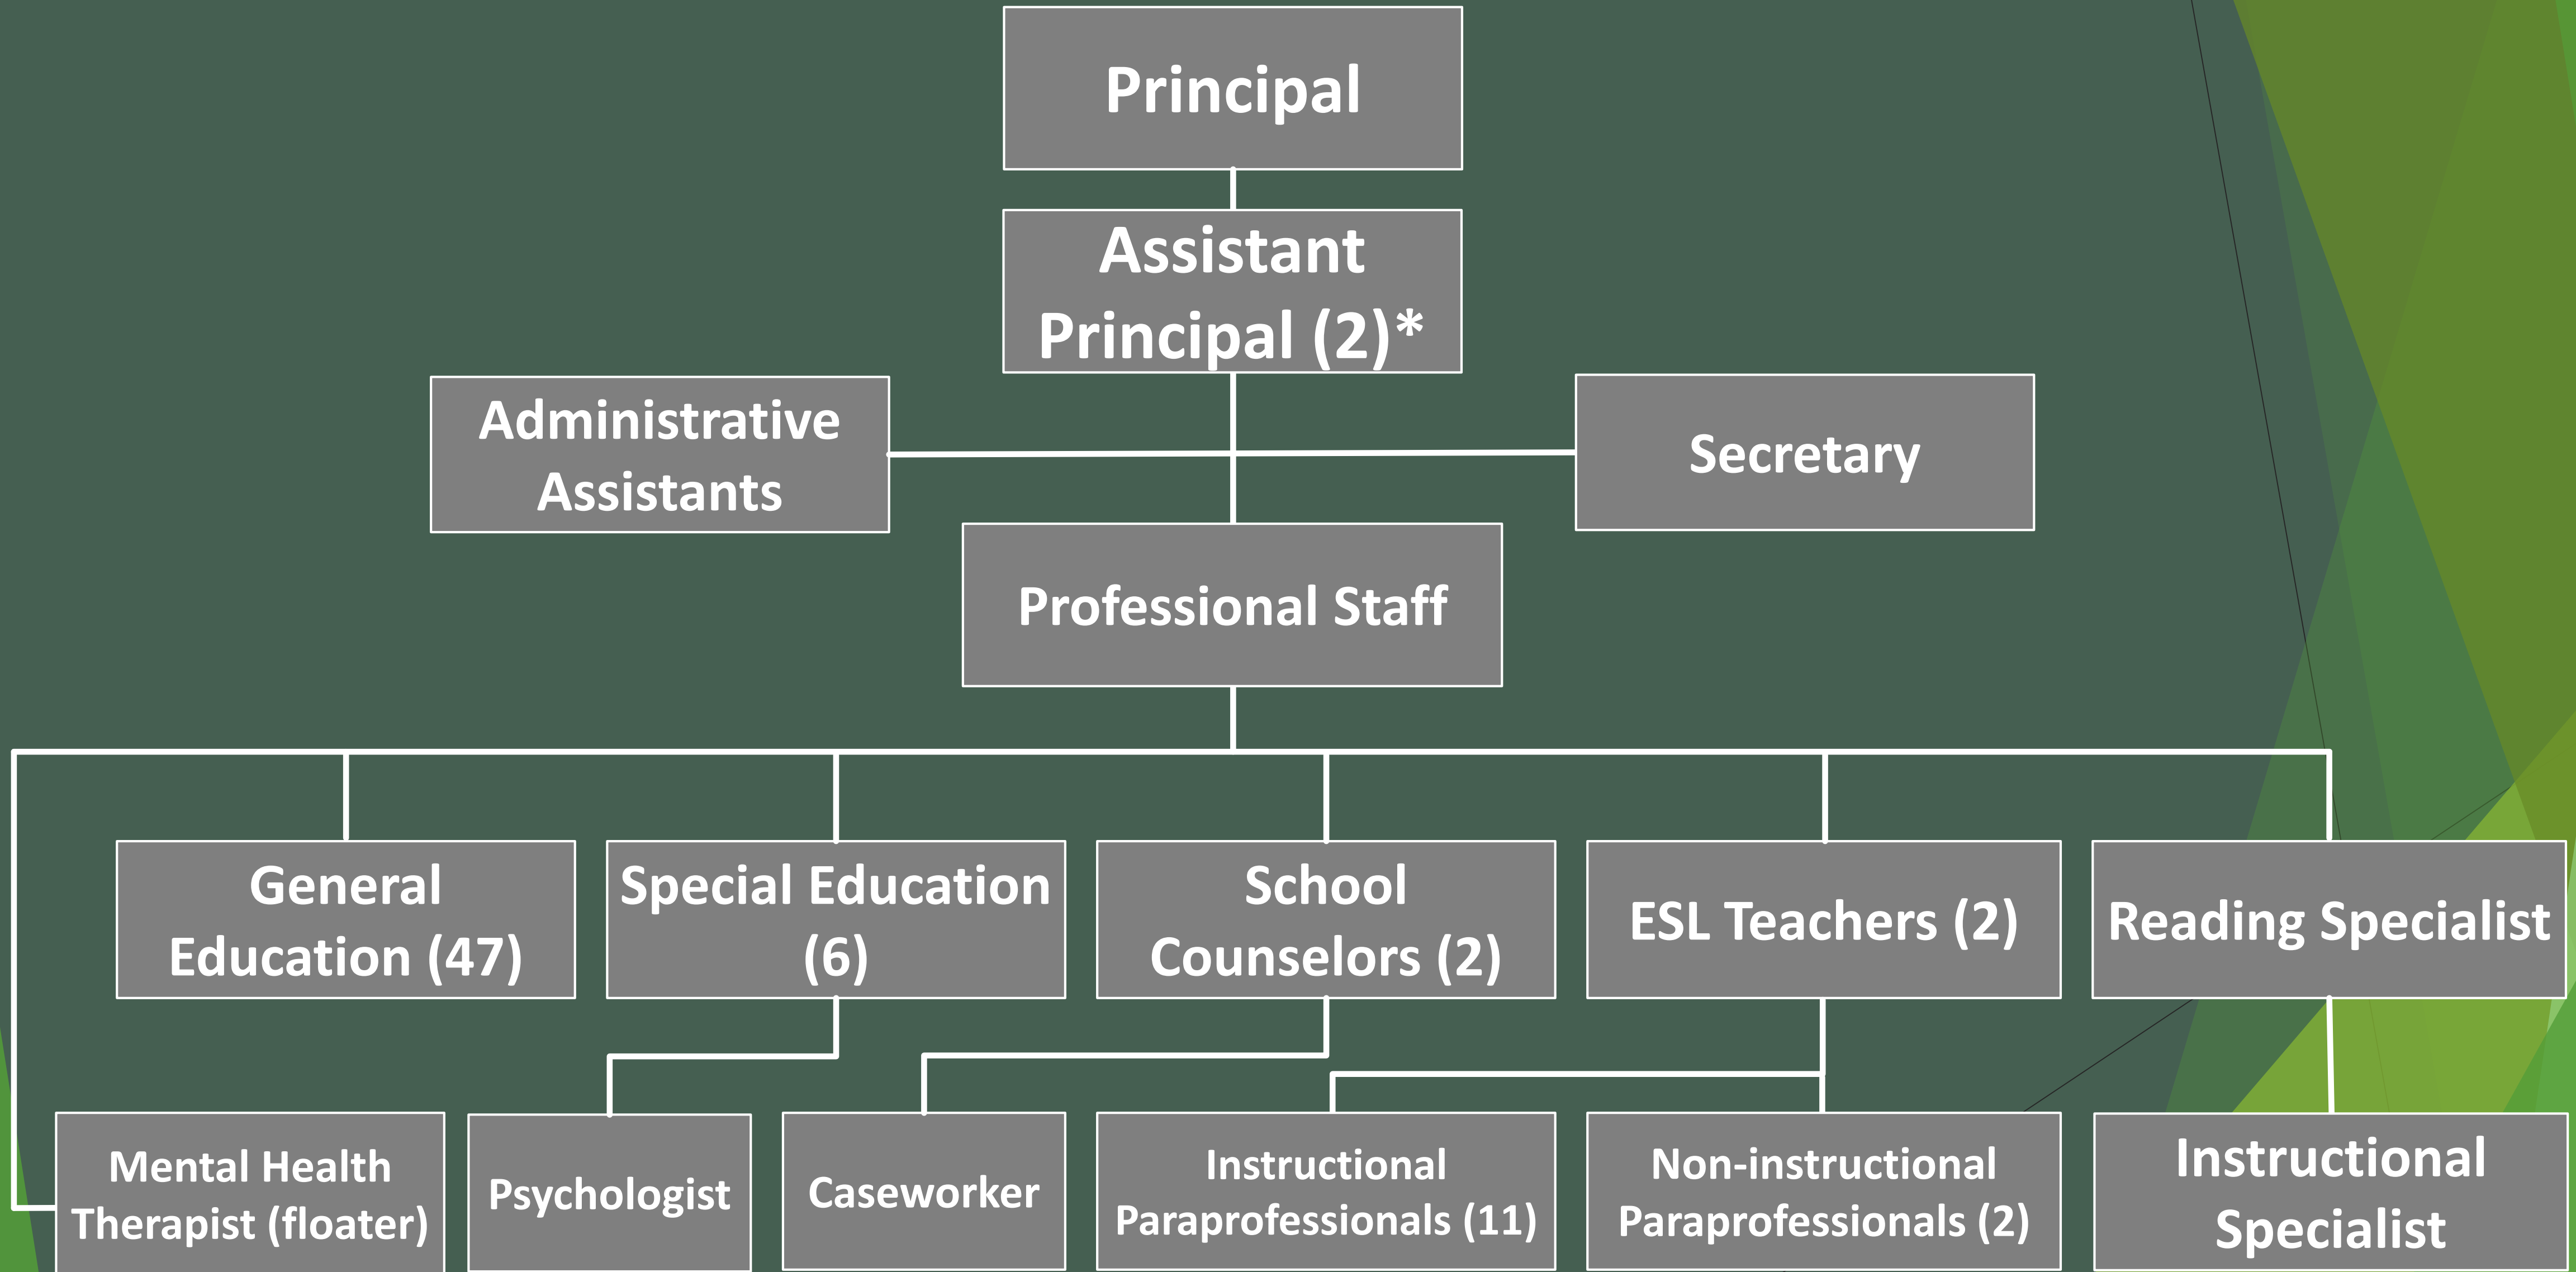 Principal
Assistant
Principal (2)*
Administrative
Assistants
Secretary
Professional Staff
General
Education (47)
Special Education
(6)
School
Counselors (2)
ESL Teachers (2)
Reading Specialist
Mental Health
Therapist (floater)
Psychologist
Caseworker
Instructional
Paraprofessionals (11)
Non-instructional
Paraprofessionals (2)
Instructional
Specialist